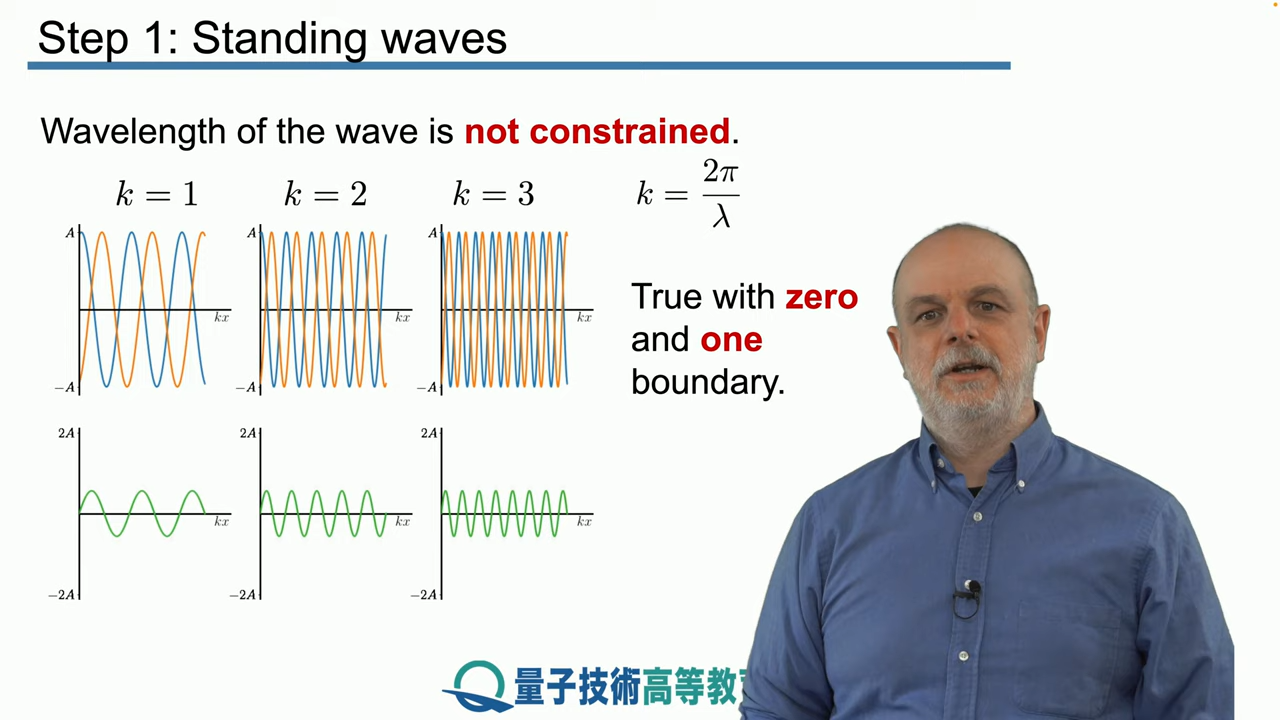 Step 1: Standing waves
Wavelength of the wave is not constrained.
k = 1
k = 2
k = 3
k = 2π/λ
A
kx
−A
A
kx
−A
A
kx
−A
True with zero
and one
boundary.
2A
kx
−2A
2A
kx
−2A
2A
kx
−2A
量子技術高等教